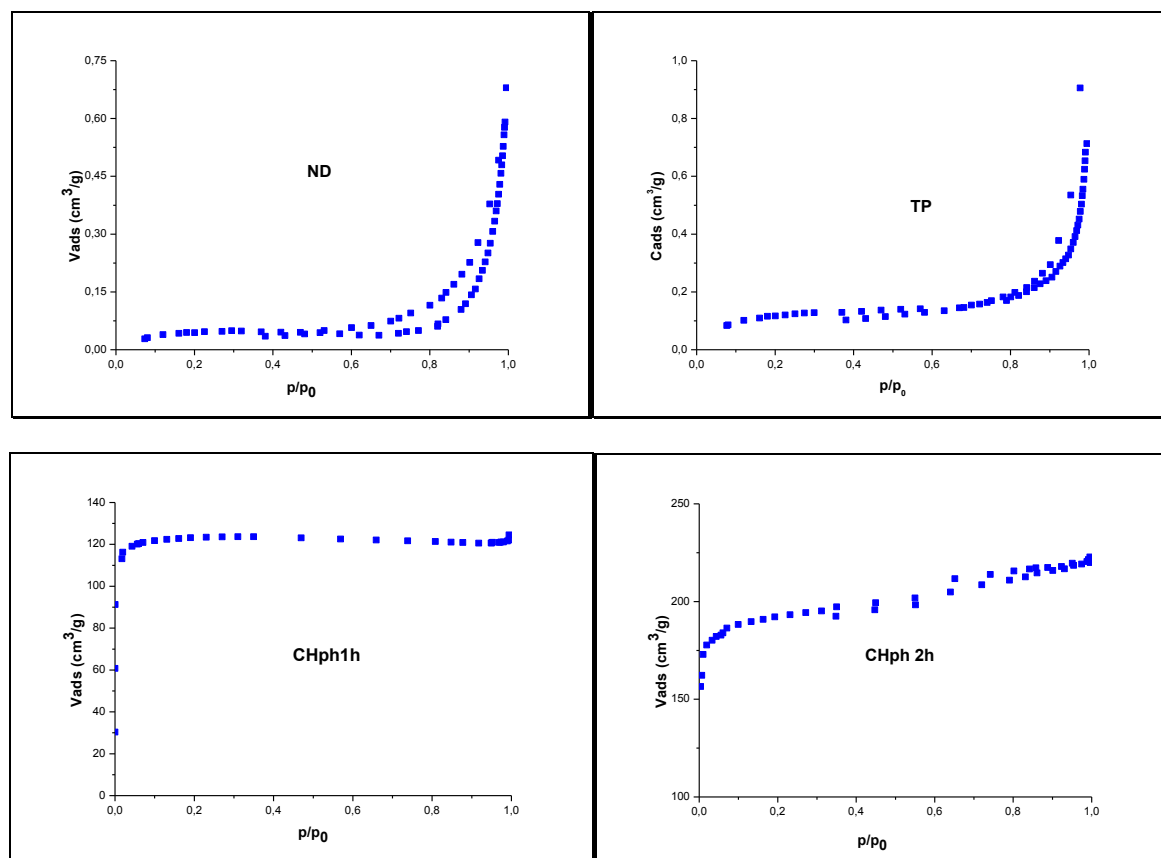 0,75
0,60
0,45
0,30
0,15
0,00
Vads (cm³/g)
ND
0,0 0,2 0,4 0,6 0,8 1,0
p/p₀
1,0
0,8
0,6
0,4
0,2
0,0
Cads (cm³/g)
TP
0,0 0,2 0,4 0,6 0,8 1,0
p/p₀
140
120
100
80
60
40
20
0
Vads (cm³/g)
CHph1h
0,0 0,2 0,4 0,6 0,8 1,0
p/p₀
250
200
150
100
Vads (cm³/g)
CHph 2h
0,0 0,2 0,4 0,6 0,8 1,0
p/p₀